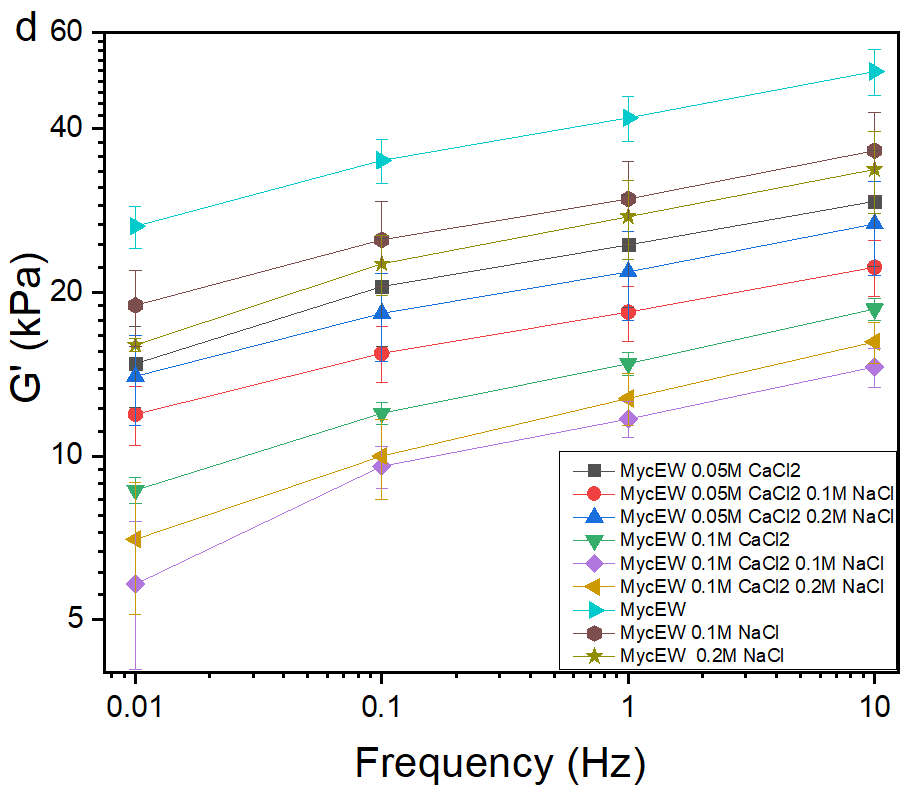 d
60
40
20
10
5
G' (kPa)
0.01 0.1 1 10
Frequency (Hz)
MycEW 0.05M CaCl2
MycEW 0.05M CaCl2 0.1M NaCl
MycEW 0.05M CaCl2 0.2M NaCl
MycEW 0.1M CaCl2
MycEW 0.1M CaCl2 0.1M NaCl
MycEW 0.1M CaCl2 0.2M NaCl
MycEW
MycEW 0.1M NaCl
MycEW  0.2M NaCl